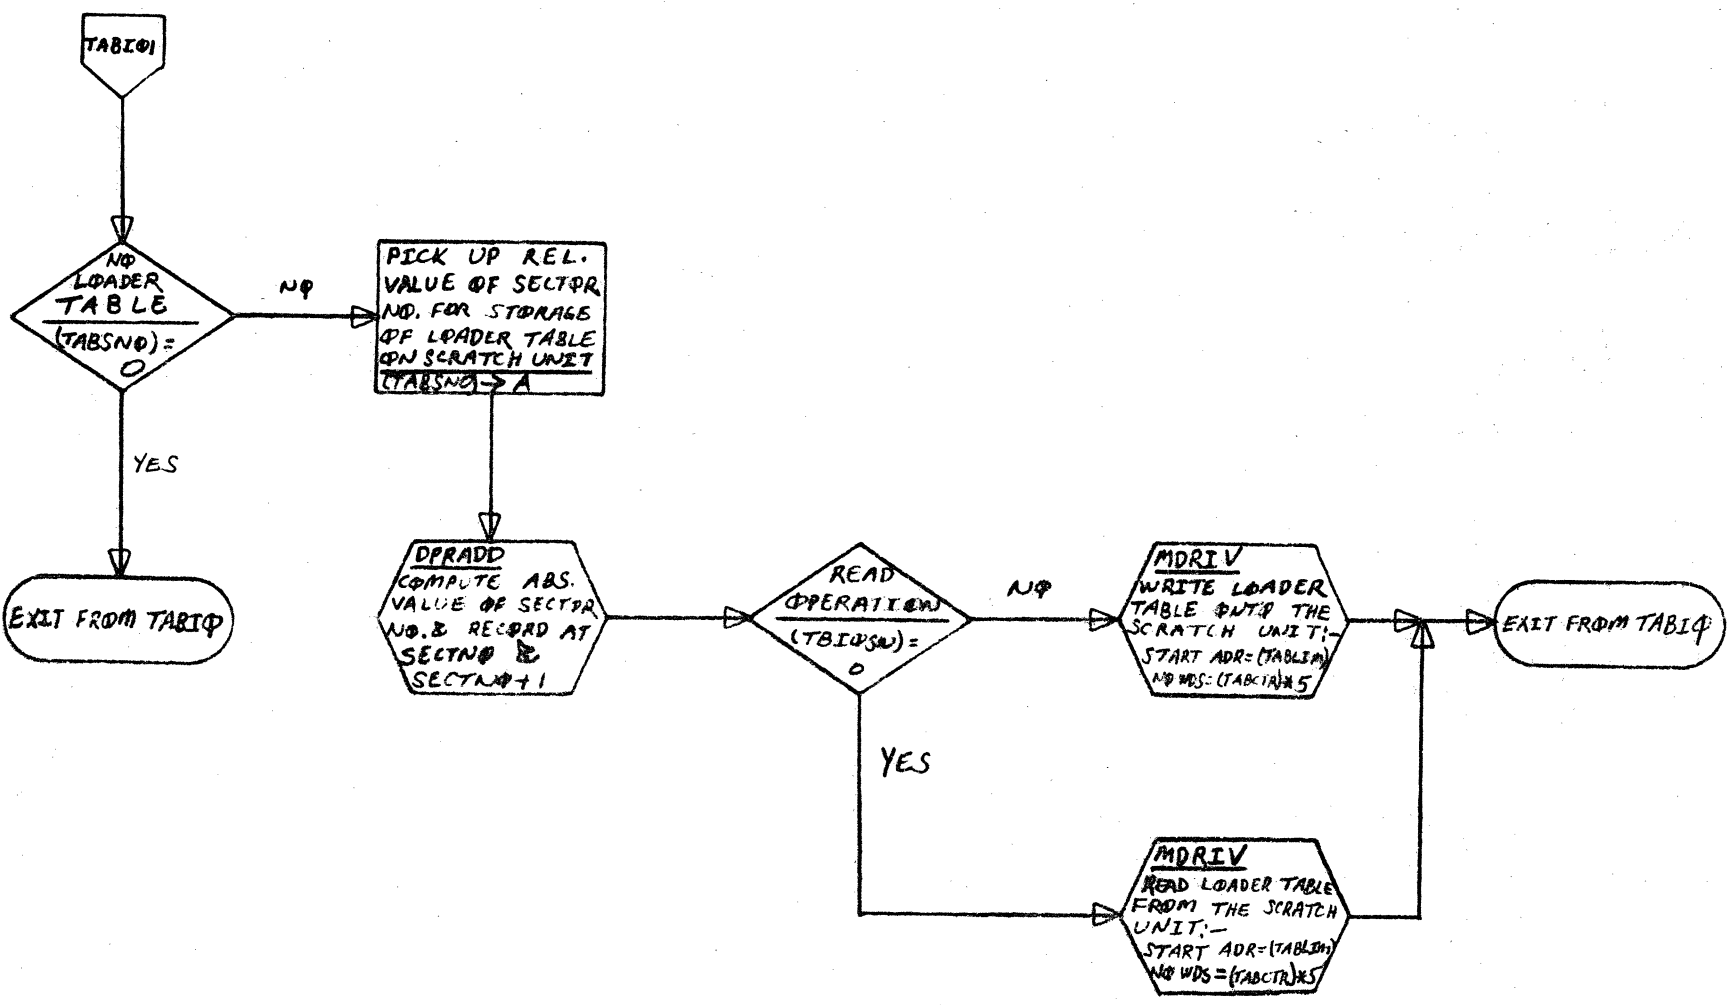 TABIØ1
NØ
LØADER
TABLE
(TABSNØ)=
0
NØ
YES
EXIT FRØM TABIØ
PICK UP REL.
VALUE ØF SECTØR
NØ. FØR STØRAGE
ØF LØADER TABLE
ØN SCRATCH UNIT
(TABSNØ)→A
DPRADD
CØMPUTE ABS.
VALUE ØF SECTØR
NØ. & RECØRD AT
SECTNØ &
SECTNØ+1
READ
ØPERATIØN
(TBIØSW)=
0
NØ
YES
MDRIV
WRITE LØADER
TABLE ØNTØ THE
SCRATCH UNIT:-
START ADR=(TABLIM)
NØ WDS=(TABCTR)*5
MDRIV
READ LØADER TABLE
FRØM THE SCRATCH
UNIT:-
START ADR=(TABLIM)
NØ WDS=(TABCTR)*5
EXIT FRØM TABIØ